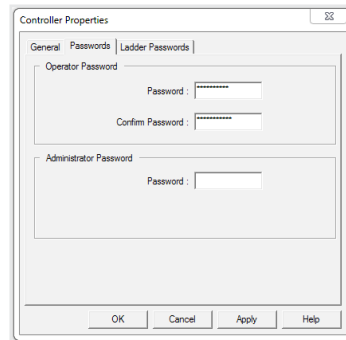 Controller Properties
General Passwords Ladder Passwords
Operator Password
Password : **********
Confirm Password : ***********
Administrator Password
Password :
OK Cancel Apply Help